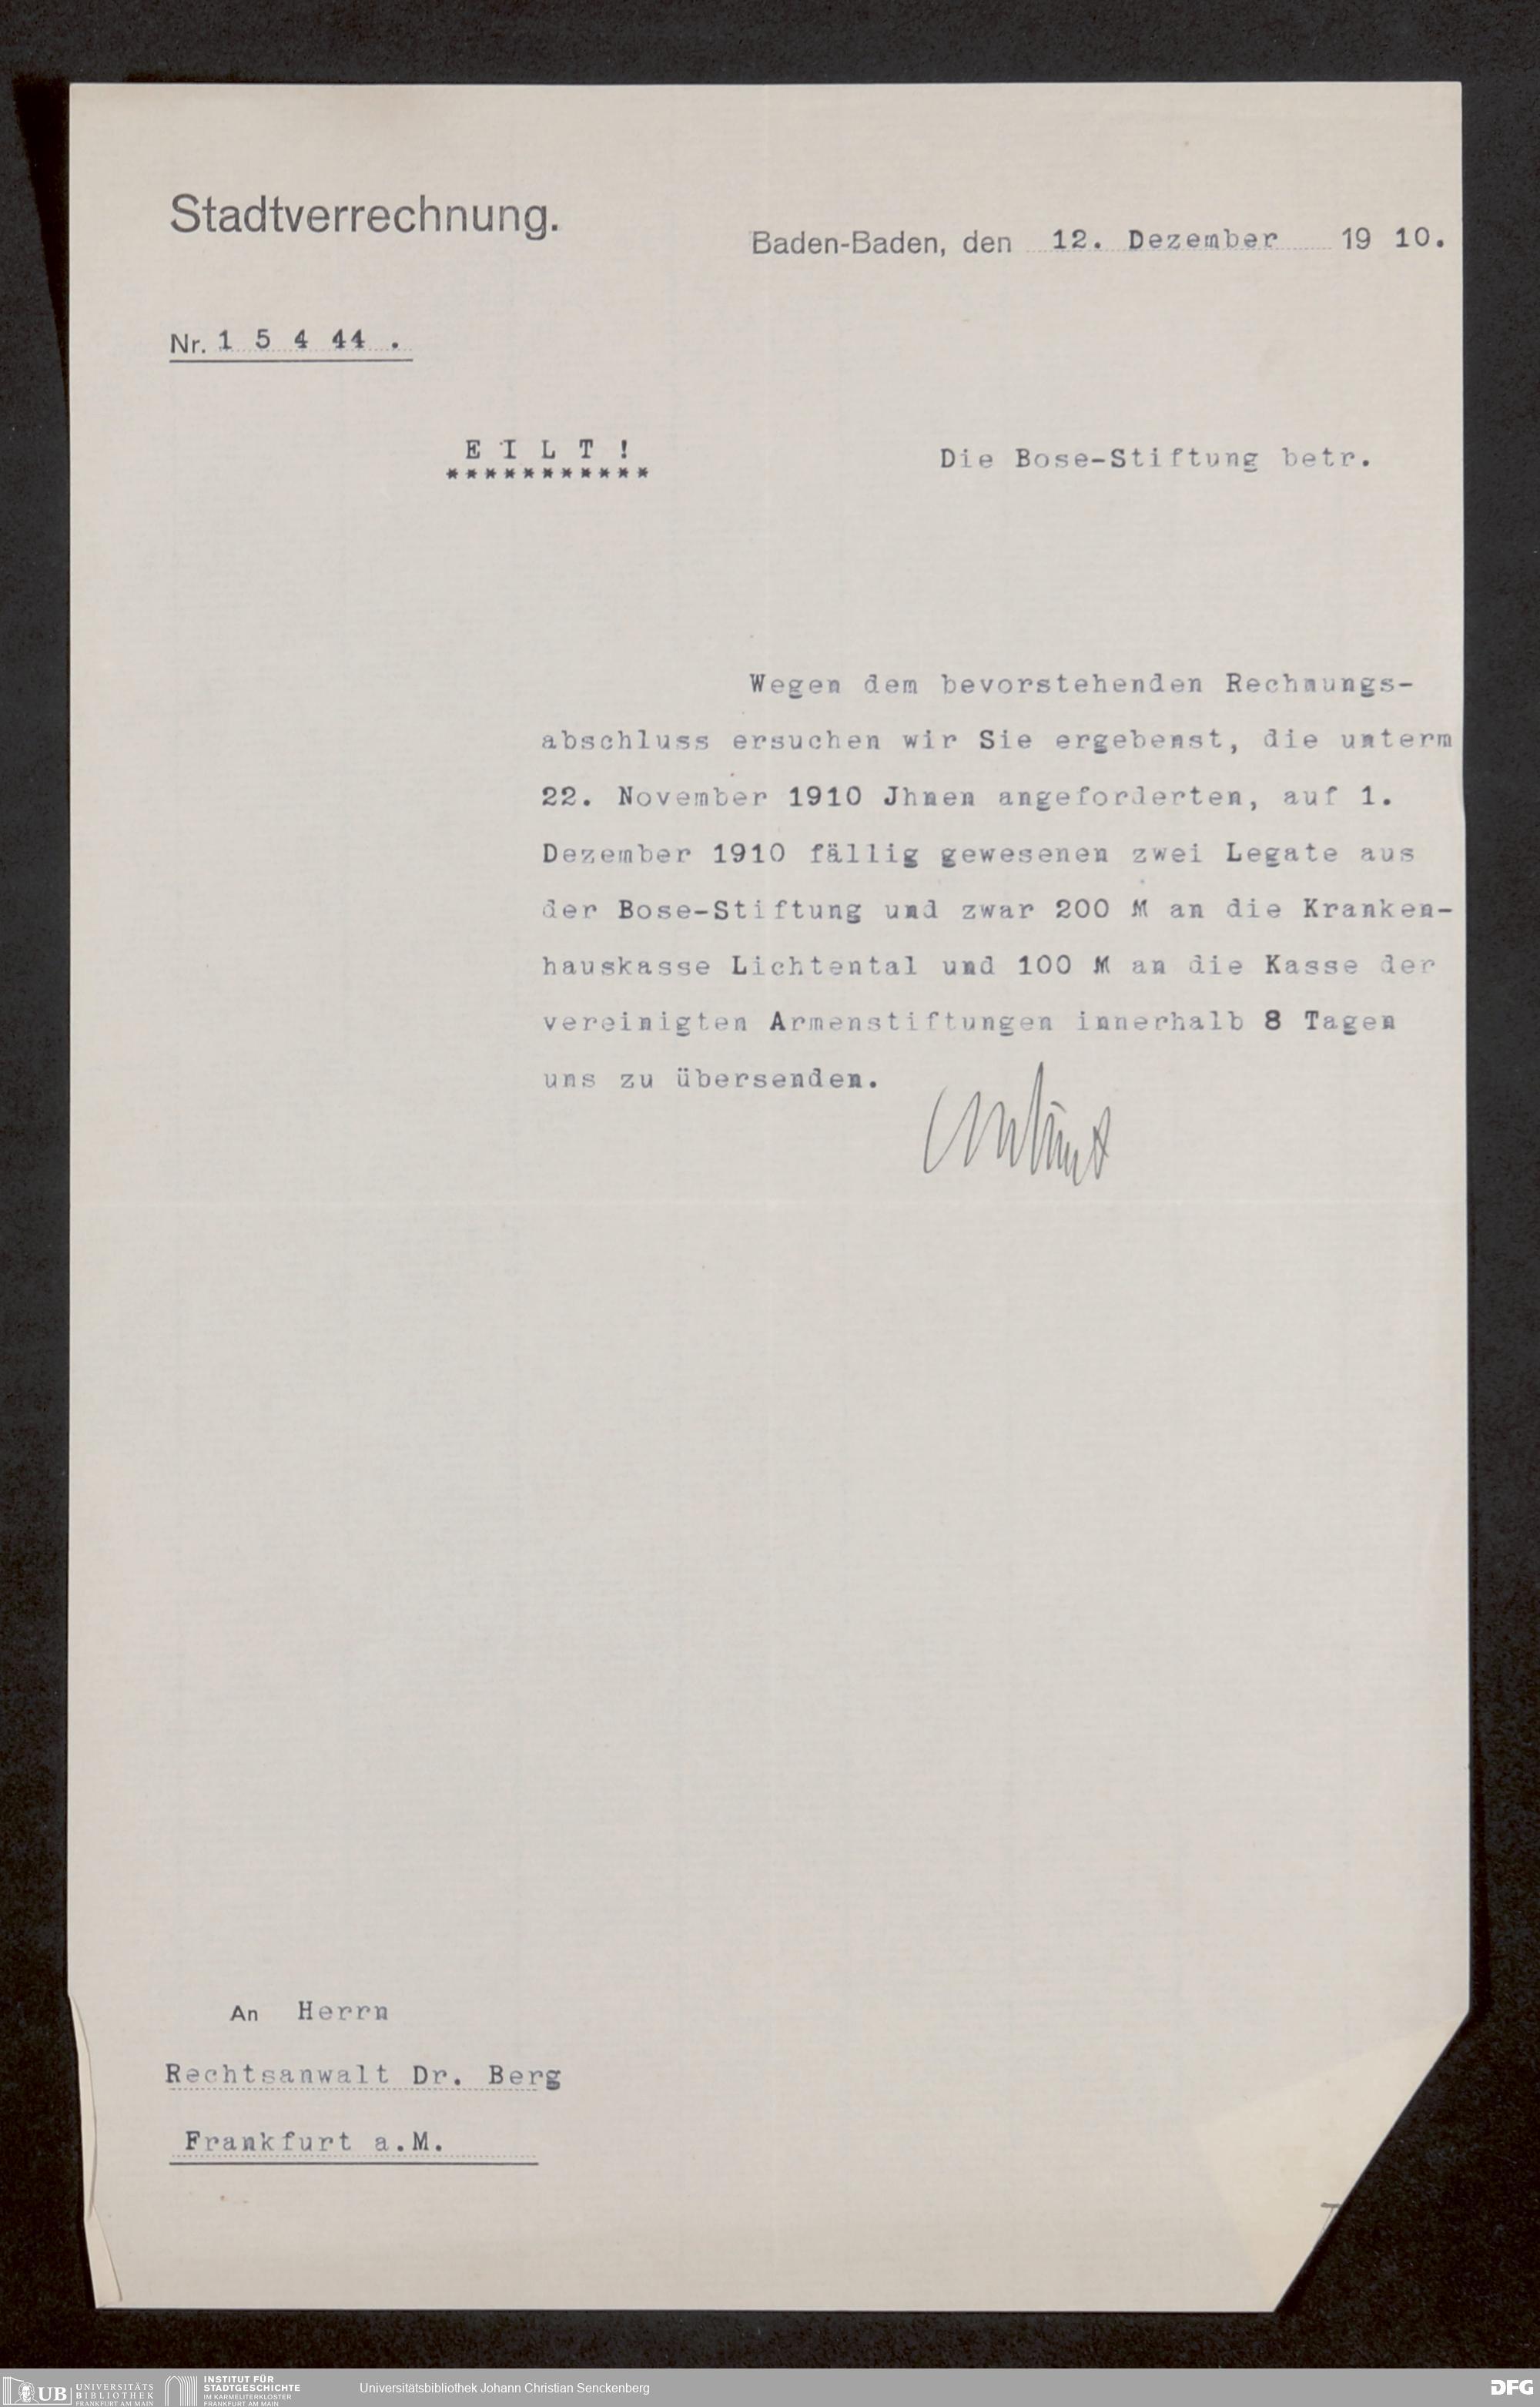 Stadtverrechnung.
Baden-Baden, den 12. Dezember 19 10.
Nr. 1 5 4 44 .
E I L T !
***********
Die Bose-Stiftung betr.
Wegen dem bevorstehenden Rechnungs-
abschluss ersuchen wir Sie ergebenst, die unterm
22. November 1910 Jhnen angeforderten, auf 1.
Dezember 1910 fällig gewesenen zwei Legate aus
der Bose-Stiftung und zwar 200 M an die Kranken-
hauskasse Lichtental und 100 M an die Kasse der
vereinigten Armenstiftungen innerhalb 8 Tagen
uns zu übersenden.
An Herrn
Rechtsanwalt Dr. Berg
Frankfurt a.M.
UB UNIVERSITÄTS BIBLIOTHEK FRANKFURT AM MAIN
INSTITUT FÜR STADTGESCHICHTE IM KARMELITERKLOSTER FRANKFURT AM MAIN
Universitätsbibliothek Johann Christian Senckenberg
DFG